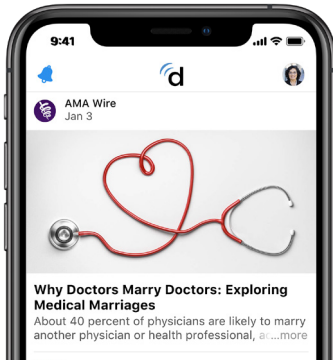 9:41
d
AMA Wire
Jan 3
Why Doctors Marry Doctors: Exploring
Medical Marriages
About 40 percent of physicians are likely to marry
another physician or health professional, a...more